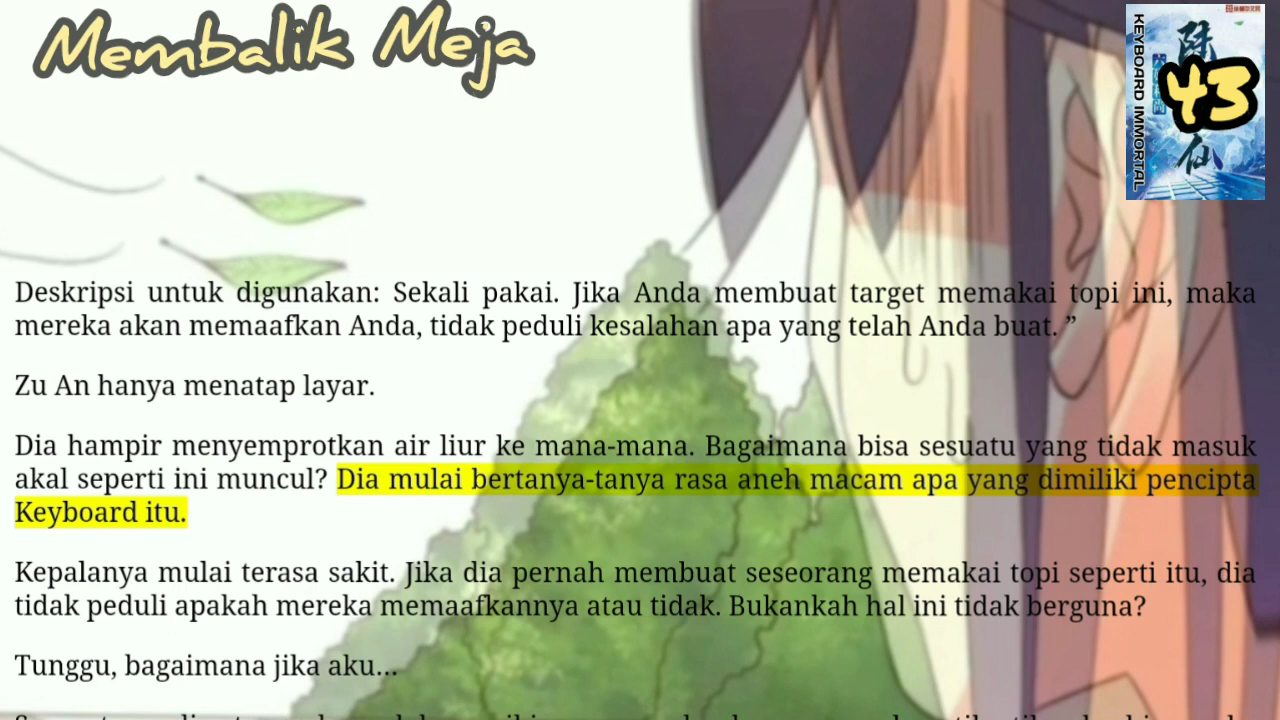 Membalik Meja
KEYBOARD IMMORTAL
陆
43
仙
Deskripsi untuk digunakan: Sekali pakai. Jika Anda membuat target memakai topi ini, maka
mereka akan memaafkan Anda, tidak peduli kesalahan apa yang telah Anda buat. ”
Zu An hanya menatap layar.
Dia hampir menyemprotkan air liur ke mana-mana. Bagaimana bisa sesuatu yang tidak masuk
akal seperti ini muncul? Dia mulai bertanya-tanya rasa aneh macam apa yang dimiliki pencipta
Keyboard itu.
Kepalanya mulai terasa sakit. Jika dia pernah membuat seseorang memakai topi seperti itu, dia
tidak peduli apakah mereka memaafkannya atau tidak. Bukankah hal ini tidak berguna?
Tunggu, bagaimana jika aku…